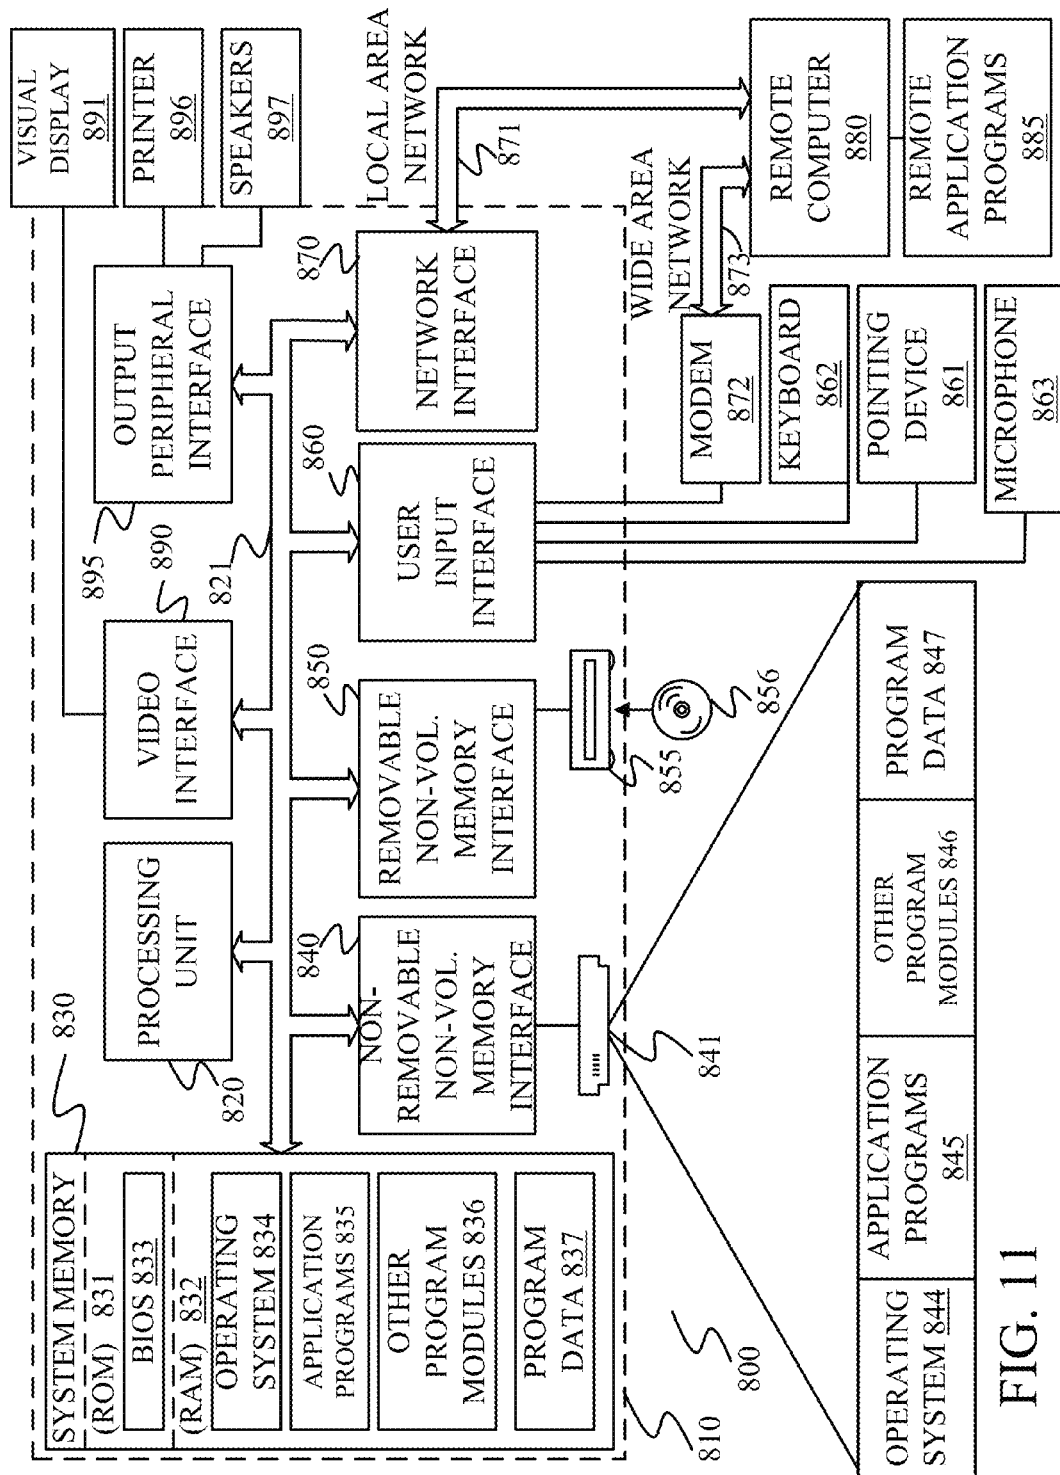 SYSTEM MEMORY
(ROM) 831
BIOS 833
(RAM) 832
OPERATING
SYSTEM 834
APPLICATION
PROGRAMS 835
OTHER
PROGRAM
MODULES 836
PROGRAM
DATA 837
830
PROCESSING
UNIT
820
VIDEO
INTERFACE
890
OUTPUT
PERIPHERAL
INTERFACE
895
821
VISUAL
DISPLAY
891
PRINTER
896
SPEAKERS
897
NON-
REMOVABLE
NON-VOL.
MEMORY
INTERFACE
840
REMOVABLE
NON-VOL.
MEMORY
INTERFACE
850
USER
INPUT
INTERFACE
860
NETWORK
INTERFACE
870
LOCAL AREA
NETWORK
871
841
855
856
810
800
WIDE AREA
NETWORK
873
MODEM
872
KEYBOARD
862
POINTING
DEVICE
861
MICROPHONE
863
REMOTE
COMPUTER
880
REMOTE
APPLICATION
PROGRAMS
885
OPERATING
SYSTEM 844
APPLICATION
PROGRAMS
845
OTHER
PROGRAM
MODULES 846
PROGRAM
DATA 847
FIG. 11